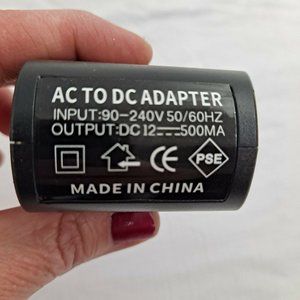 AC TO DC ADAPTER
INPUT:90-240V 50/60HZ
OUTPUT:DC 12⎓500MA
CE PSE
MADE IN CHINA